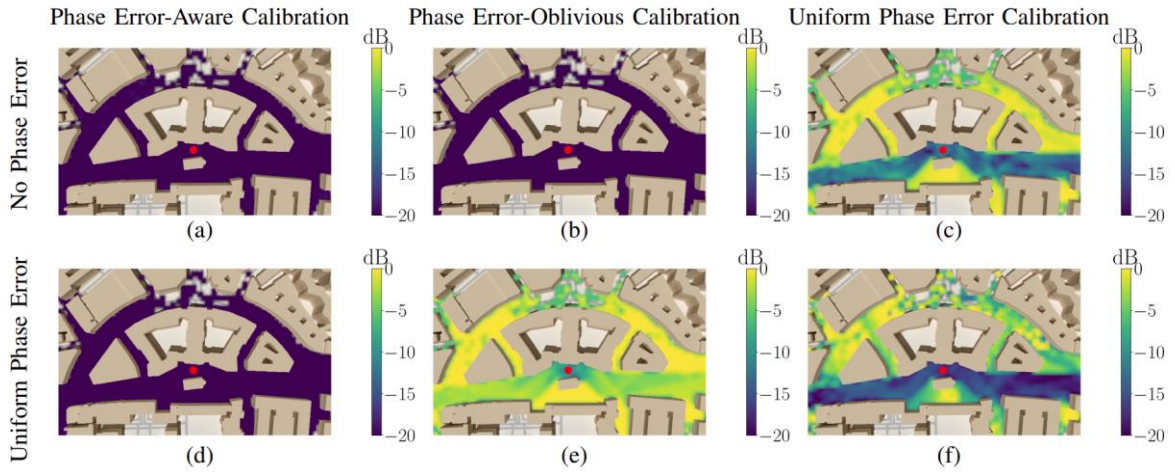 Phase Error-Aware Calibration Phase Error-Oblivious Calibration Uniform Phase Error Calibration
No Phase Error
dB
0
−5
−10
−15
−20
(a)
dB
0
−5
−10
−15
−20
(b)
dB
0
−5
−10
−15
−20
(c)
Uniform Phase Error
dB
0
−5
−10
−15
−20
(d)
dB
0
−5
−10
−15
−20
(e)
dB
0
−5
−10
−15
−20
(f)